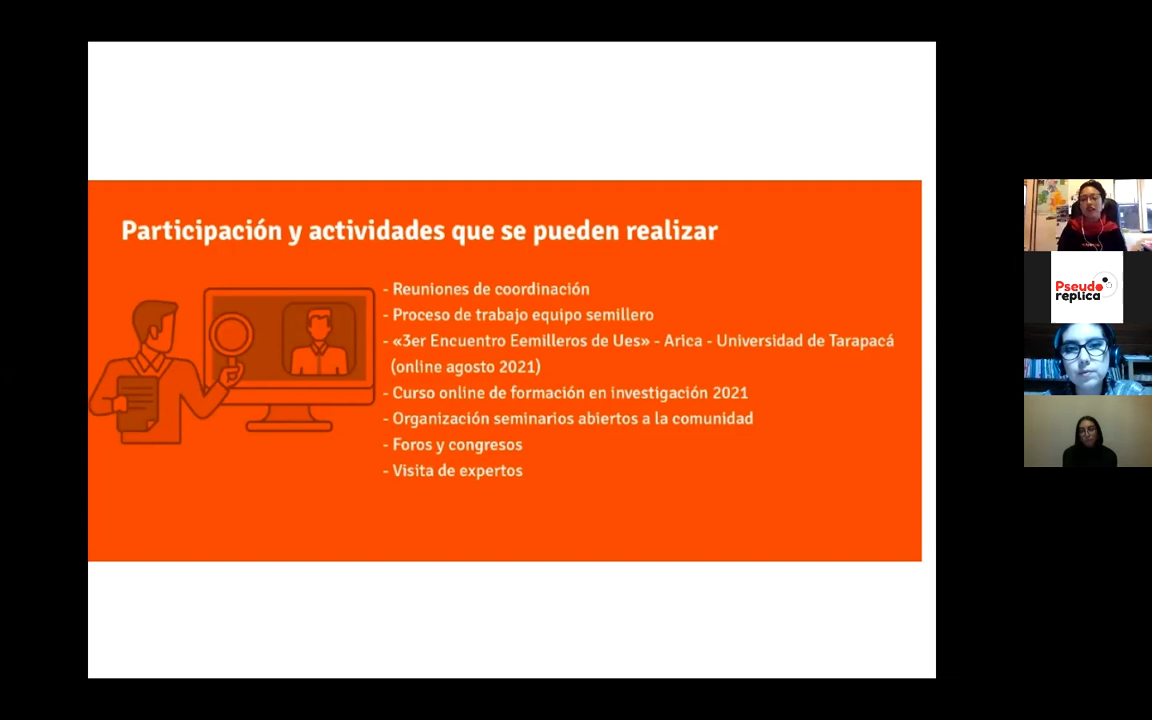 Participación y actividades que se pueden realizar
- Reuniones de coordinación
- Proceso de trabajo equipo semillero
- «3er Encuentro Eemilleros de Ues» - Arica - Universidad de Tarapacá
(online agosto 2021)
- Curso online de formación en investigación 2021
- Organización seminarios abiertos a la comunidad
- Foros y congresos
- Visita de expertos
Pseudo
replica